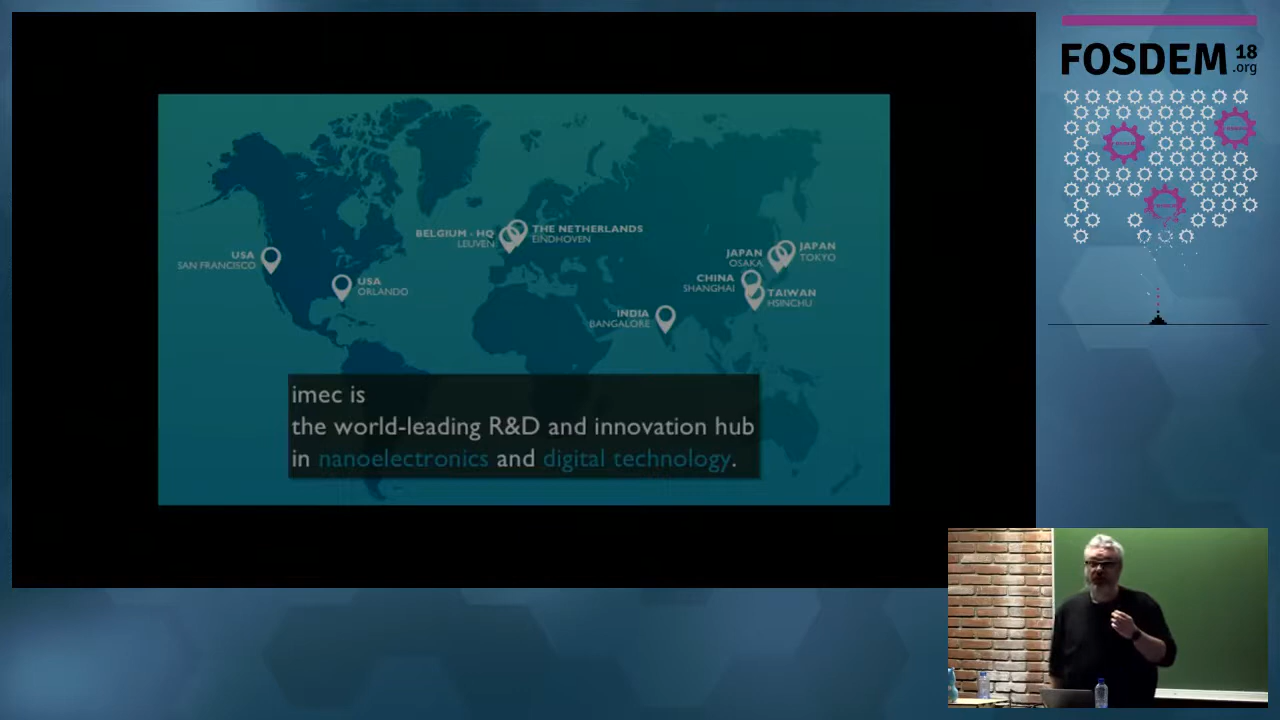 FOSDEM 18
.org
BELGIUM - HQ
LEUVEN
THE NETHERLANDS
EINDHOVEN
USA
SAN FRANCISCO
USA
ORLANDO
JAPAN
OSAKA
JAPAN
TOKYO
CHINA
SHANGHAI
TAIWAN
HSINCHU
INDIA
BANGALORE
imec is
the world-leading R&D and innovation hub
in nanoelectronics and digital technology.